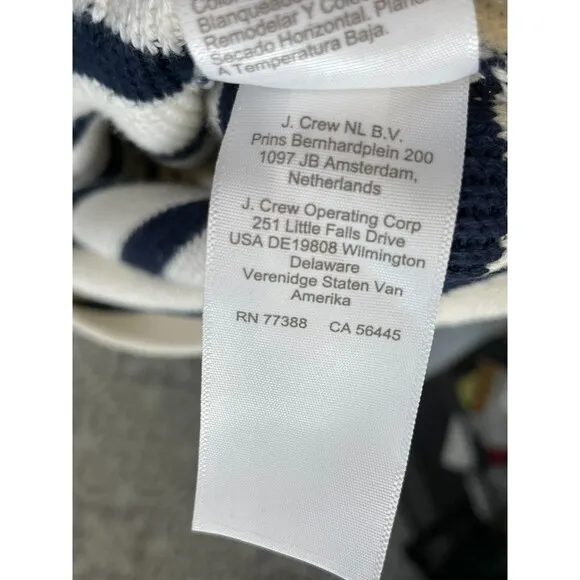 Blanqueado
Remodelar Y
Secado Horizontal.
A Temperatura Baja.
J. Crew NL B.V.
Prins Bernhardplein 200
1097 JB Amsterdam,
Netherlands
J. Crew Operating Corp
251 Little Falls Drive
USA DE19808 Wilmington
Delaware
Verenidge Staten Van
Amerika
RN 77388 CA 56445